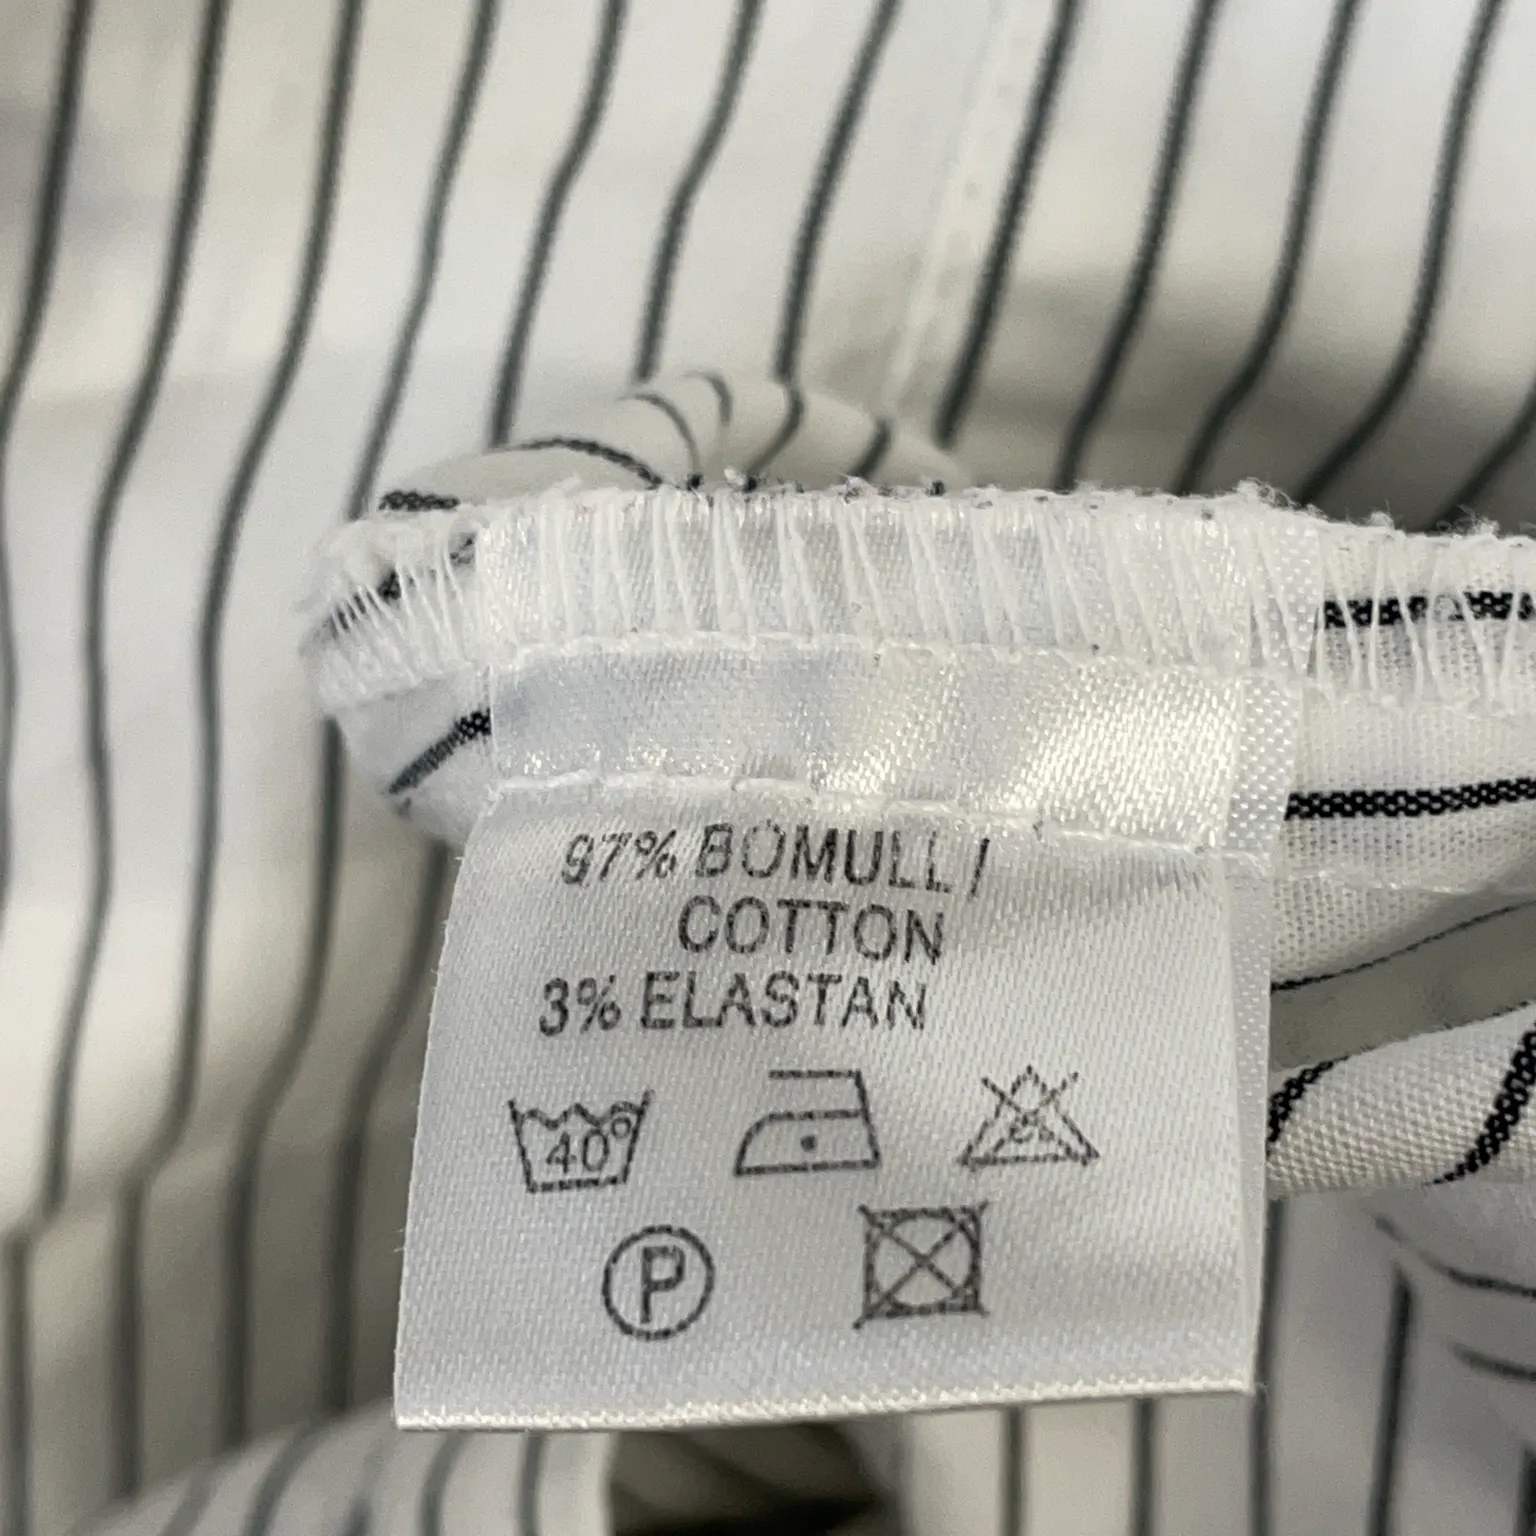 97% BOMULL/
COTTON
3% ELASTAN
40°
P